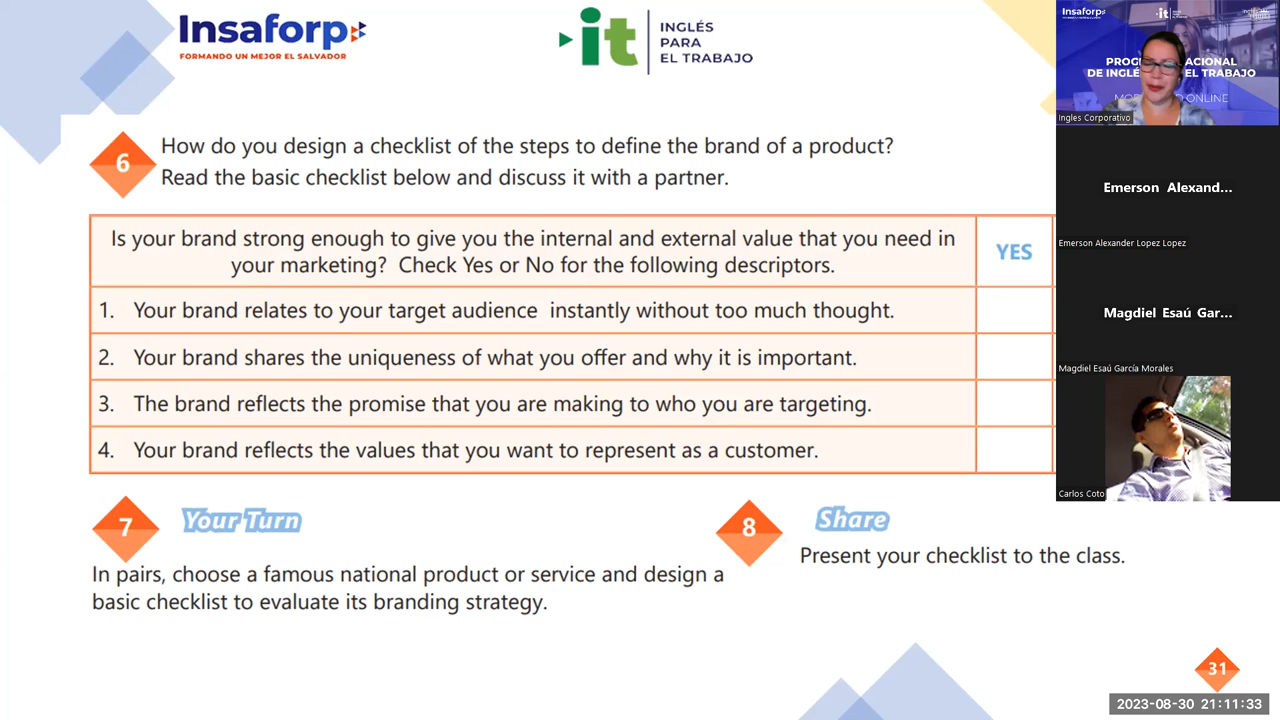 Insaforp
FORMANDO UN MEJOR EL SALVADOR
it
INGLÉS
PARA
EL TRABAJO
6
How do you design a checklist of the steps to define the brand of a product?
Read the basic checklist below and discuss it with a partner.
Is your brand strong enough to give you the internal and external value that you need in
your marketing? Check Yes or No for the following descriptors.
YES
1. Your brand relates to your target audience instantly without too much thought.
2. Your brand shares the uniqueness of what you offer and why it is important.
3. The brand reflects the promise that you are making to who you are targeting.
4. Your brand reflects the values that you want to represent as a customer.
7
Your Turn
In pairs, choose a famous national product or service and design a
basic checklist to evaluate its branding strategy.
8
Share
Present your checklist to the class.
31
Insaforp
it
ACIONAL
DE INGLÉ
EL TRABAJO
ONLINE
Ingles Corporativo
Emerson Alexand...
Emerson Alexander Lopez Lopez
Magdiel Esaú Gar...
Magdiel Esaú García Morales
Carlos Coto
2023-08-30 21:11:33